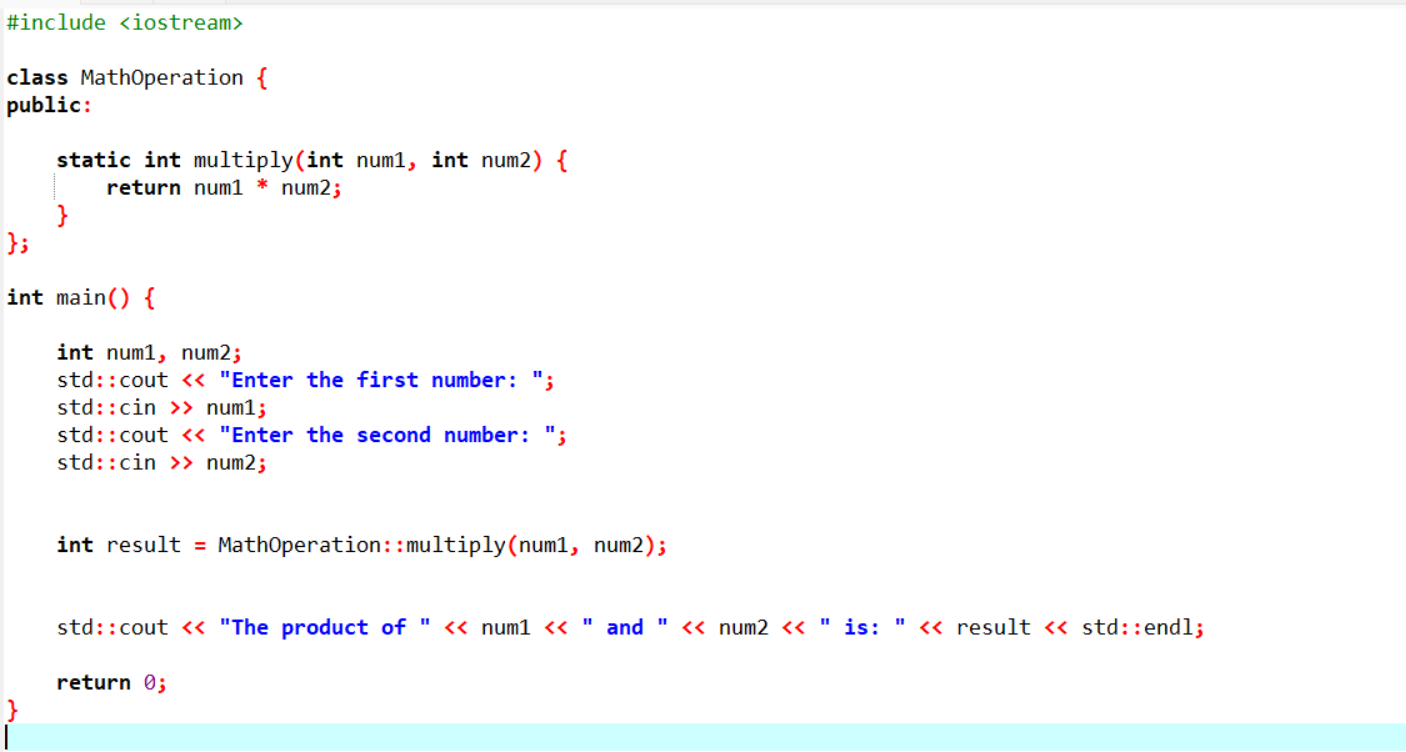 #include <iostream>
class MathOperation {
public:
static int multiply(int num1, int num2) {
return num1 * num2;
}
};
int main() {
int num1, num2;
std::cout << "Enter the first number: ";
std::cin >> num1;
std::cout << "Enter the second number: ";
std::cin >> num2;
int result = MathOperation::multiply(num1, num2);
std::cout << "The product of " << num1 << " and " << num2 << " is: " << result << std::endl;
return 0;
}